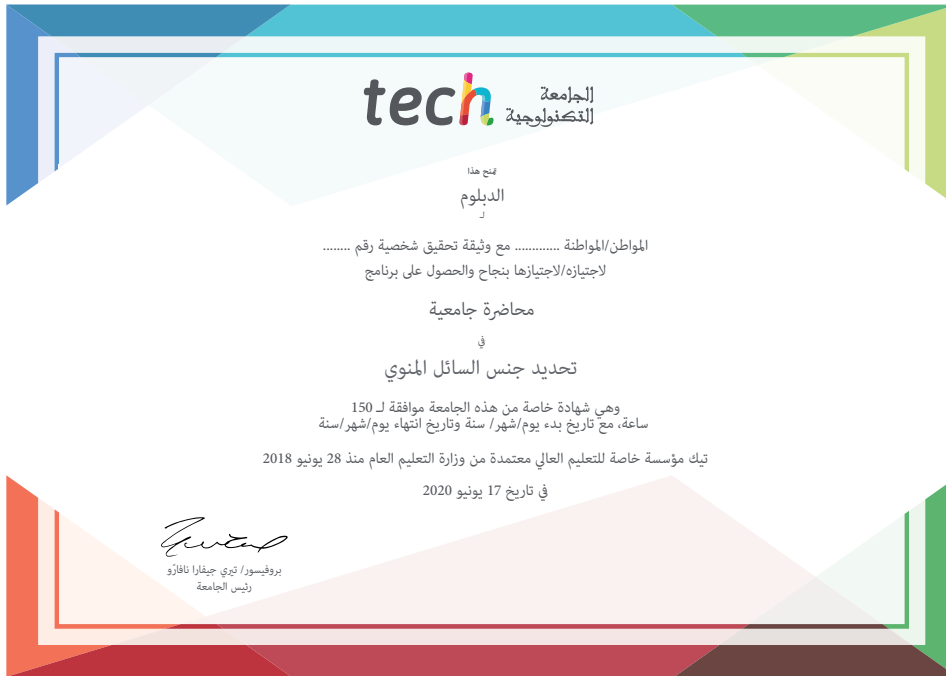 tech الجامعة
التكنولوجية
يمنح هذا
الدبلوم
لـ
المواطن/المواطنة ............ مع وثيقة تحقيق شخصية رقم ........
لاجتيازه/لاجتيازها بنجاح والحصول على برنامج
محاضرة جامعية
في
تحديد جنس السائل المنوي
وهي شهادة خاصة من هذه الجامعة موافقة لـ 150
ساعة، مع تاريخ بدء يوم/شهر/ سنة وتاريخ انتهاء يوم/شهر/سنة
تيك مؤسسة خاصة للتعليم العالي معتمدة من وزارة التعليم العام منذ 28 يونيو 2018
في تاريخ 17 يونيو 2020
بروفيسور/ تيري جيفارا نافارو
رئيس الجامعة